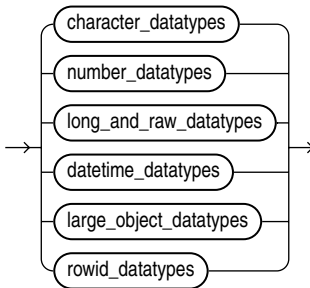 character_datatypes
number_datatypes
long_and_raw_datatypes
datetime_datatypes
large_object_datatypes
rowid_datatypes